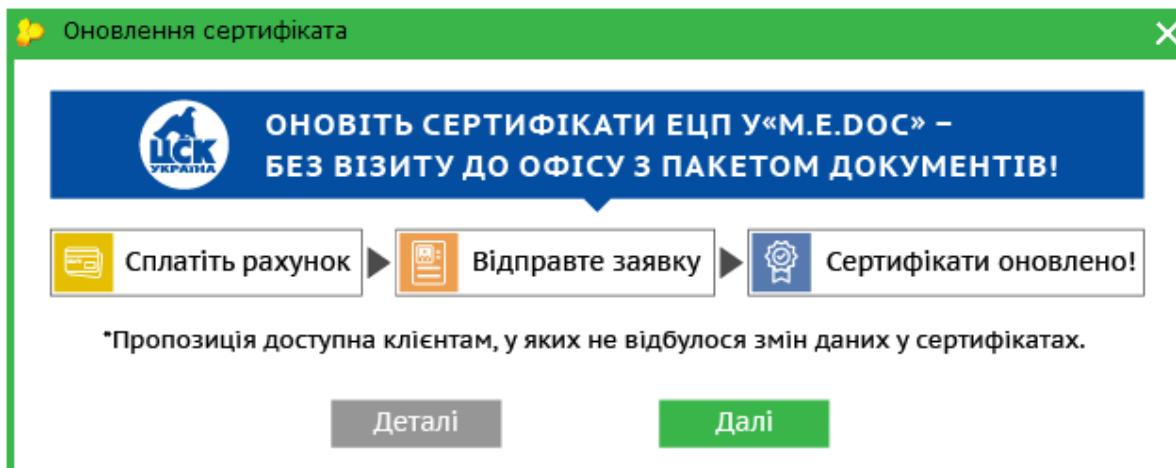 Оновлення сертифіката
ЦСК
УКРАЇНА
ОНОВІТЬ СЕРТИФІКАТИ ЕЦП У«M.E.DOC» –
БЕЗ ВІЗИТУ ДО ОФІСУ З ПАКЕТОМ ДОКУМЕНТІВ!
Сплатіть рахунок
Відправте заявку
Сертифікати оновлено!
*Пропозиція доступна клієнтам, у яких не відбулося змін даних у сертифікатах.
Деталі
Далі